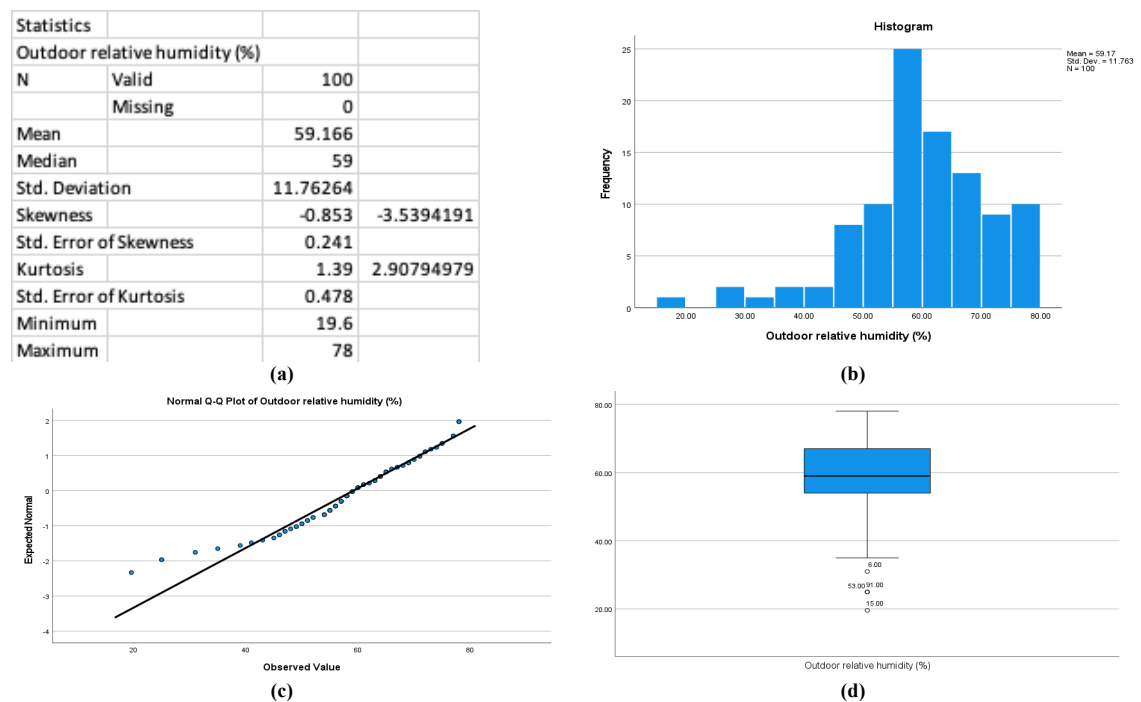 Statistics
Outdoor relative humidity (%)
N Valid 100
Missing 0
Mean 59.166
Median 59
Std. Deviation 11.76264
Skewness -0.853 -3.5394191
Std. Error of Skewness 0.241
Kurtosis 1.39 2.90794979
Std. Error of Kurtosis 0.478
Minimum 19.6
Maximum 78
(a)
Histogram
Mean = 59.17
Std. Dev. = 11.763
N = 100
Frequency
25
20
15
10
5
0
20.00 30.00 40.00 50.00 60.00 70.00 80.00
Outdoor relative humidity (%)
(b)
Normal Q-Q Plot of Outdoor relative humidity (%)
Expected Normal
2
1
0
-1
-2
-3
-4
20 40 60 80
Observed Value
(c)
80.00
60.00
40.00
20.00
6.00
53.00 91.00
15.00
Outdoor relative humidity (%)
(d)